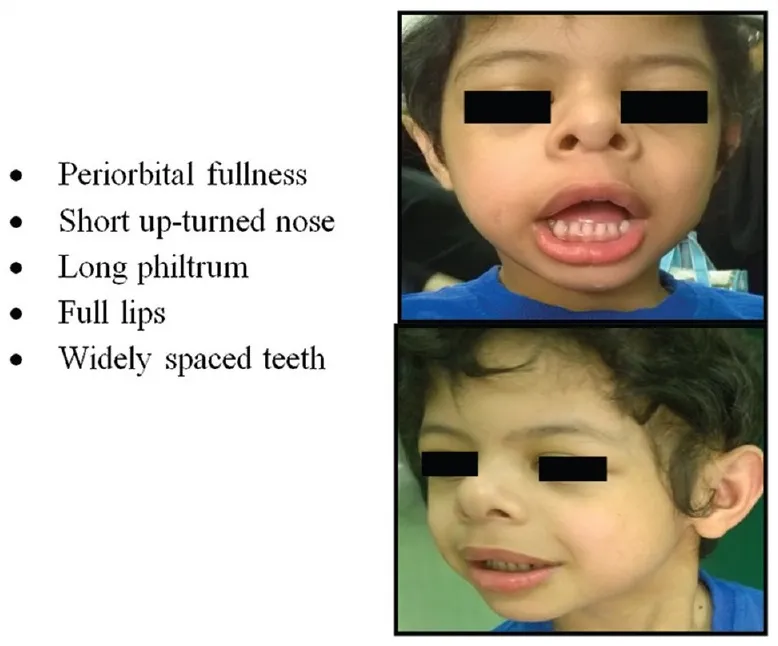 • Periorbital fullness
• Short up-turned nose
• Long philtrum
• Full lips
• Widely spaced teeth